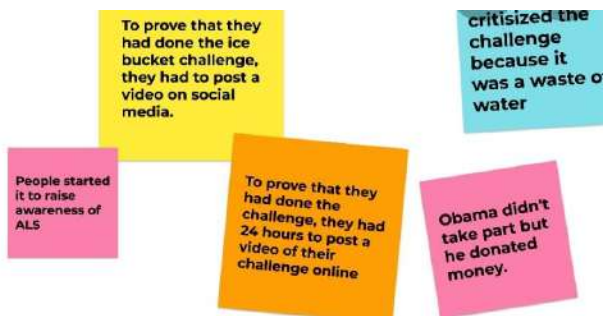 To prove that they
had done the ice
bucket challenge,
they had to post a
video on social
media.
critisized the
challenge
because it
was a waste of
water
People started
it to raise
awareness of
ALS
To prove that they
had done the
challenge, they had
24 hours to post a
video of their
challenge online
Obama didn't
take part but
he donated
money.